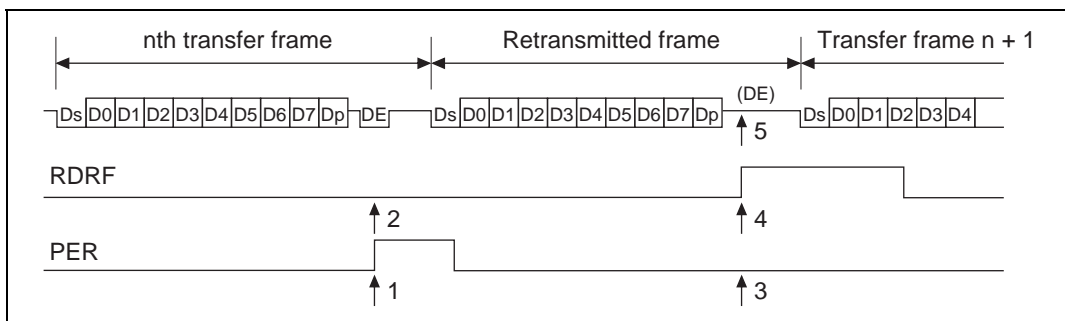 nth transfer frame Retransmitted frame Transfer frame n + 1
(DE)
Ds D0 D1 D2 D3 D4 D5 D6 D7 Dp DE Ds D0 D1 D2 D3 D4 D5 D6 D7 Dp Ds D0 D1 D2 D3 D4
5
RDRF
2 4
PER
1 3